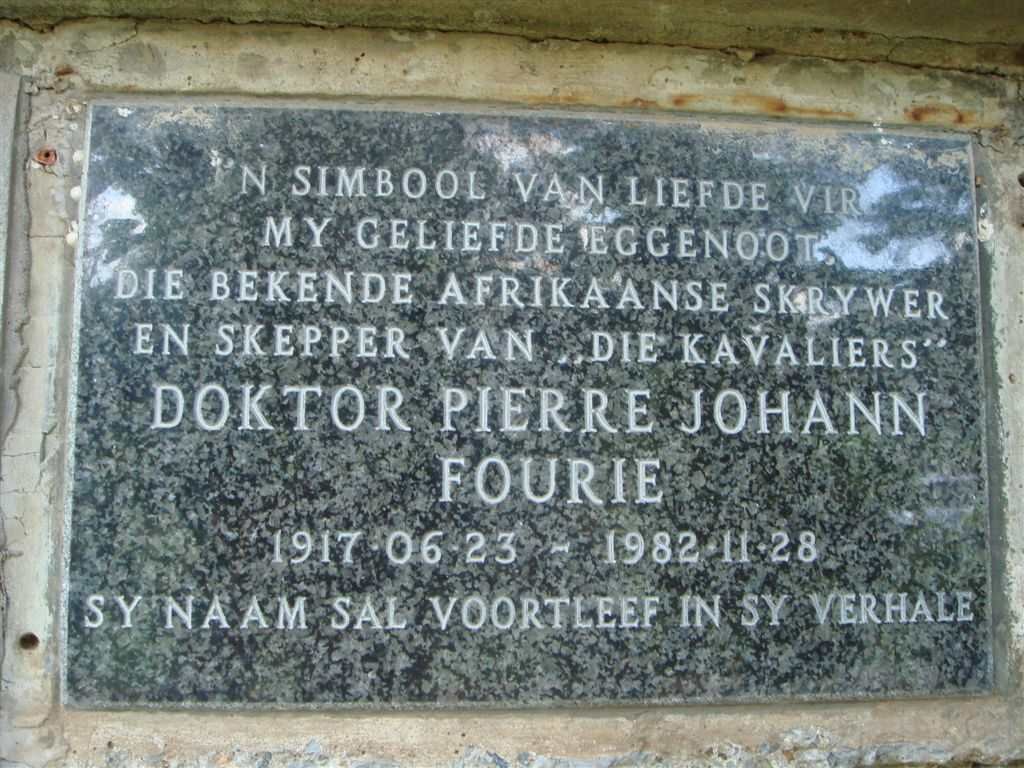 'N SIMBOOL VAN LIEFDE VIR
MY GELIEFDE EGGENOOT,
DIE BEKENDE AFRIKAANSE SKRYWER
EN SKEPPER VAN „DIE KAVALIERS”
DOKTOR PIERRE JOHANN
FOURIE
1917·06·23 - 1982·11·28
SY NAAM SAL VOORTLEEF IN SY VERHALE